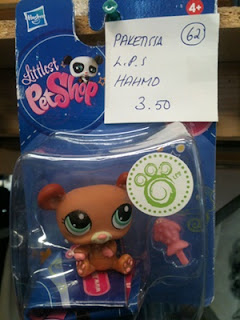 Hasbro
4+
Littlest
PetShop
PAKETISSA
62
L.P.S
HAHMO
3.50